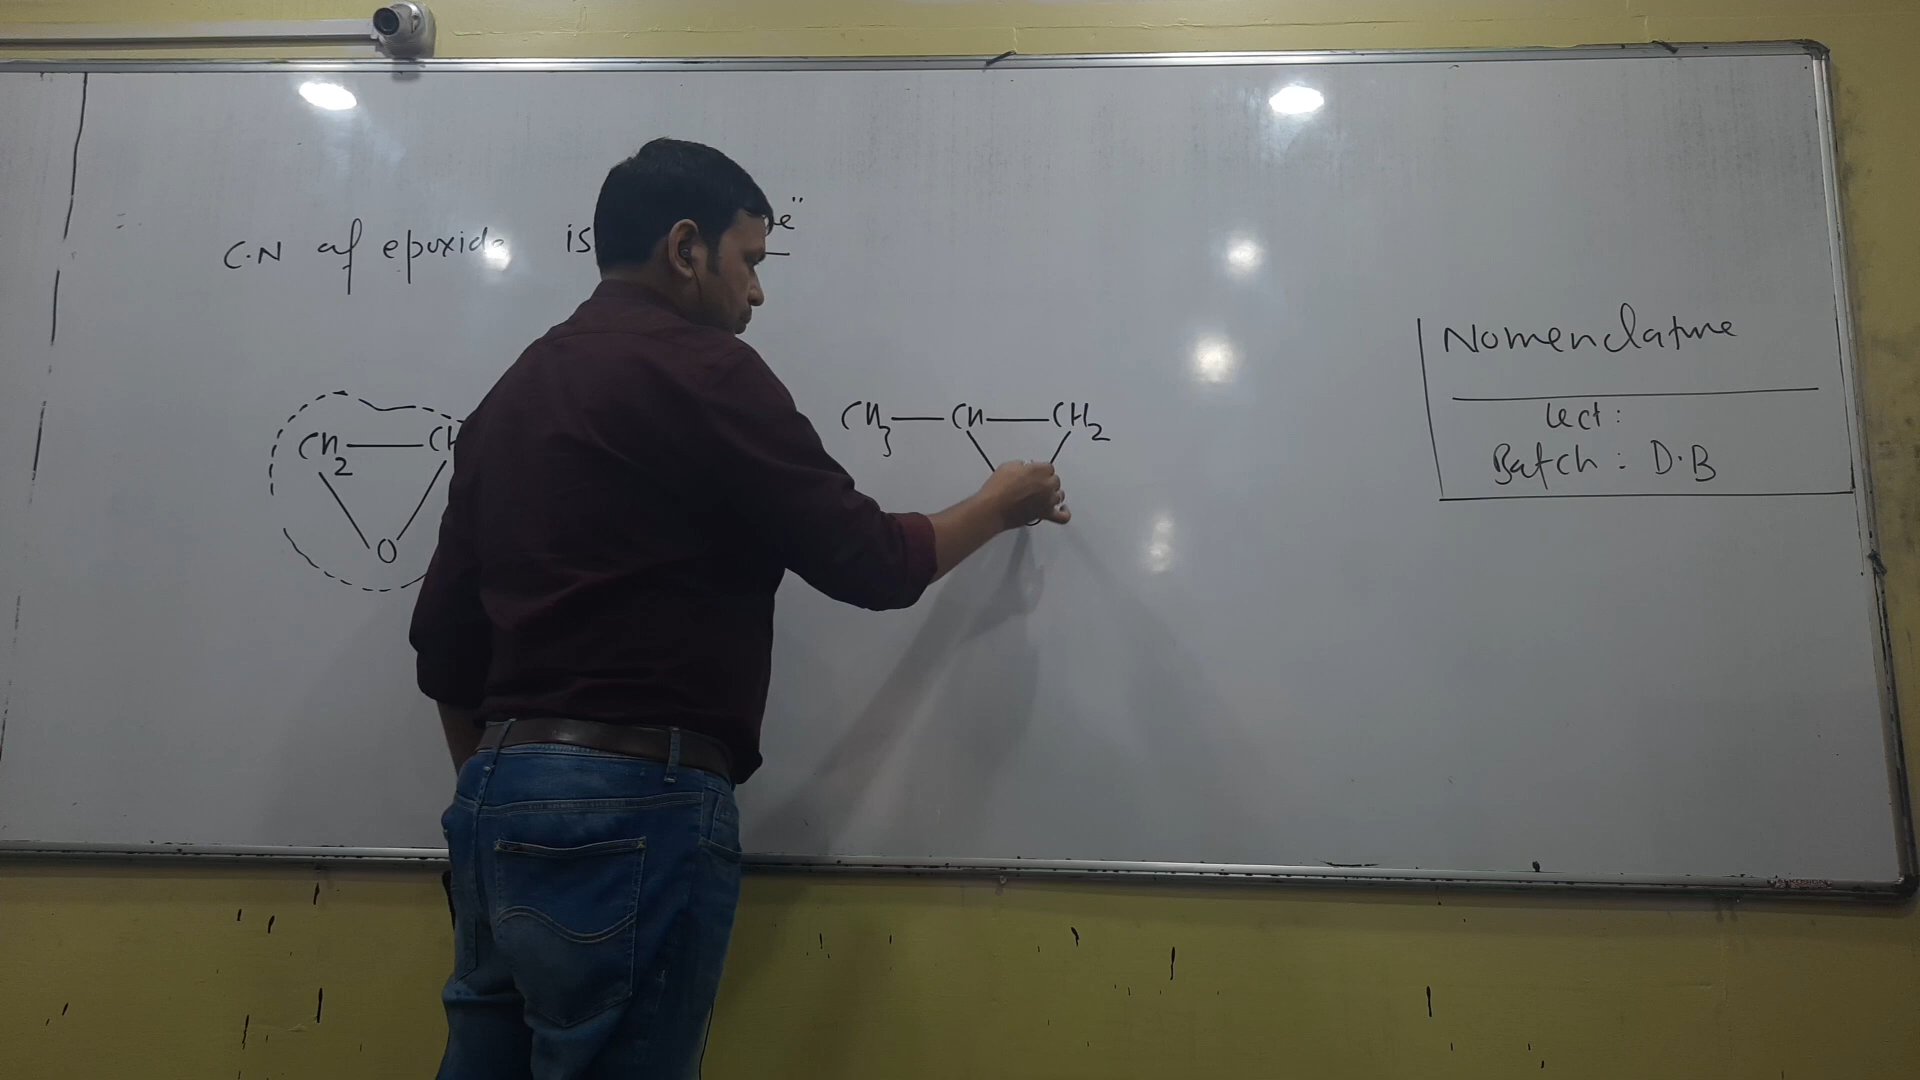 C.N of epoxide is e"
CH2 — CH
O
CH3 — CH — CH2
Nomenclature
Lect:
Batch: D.B